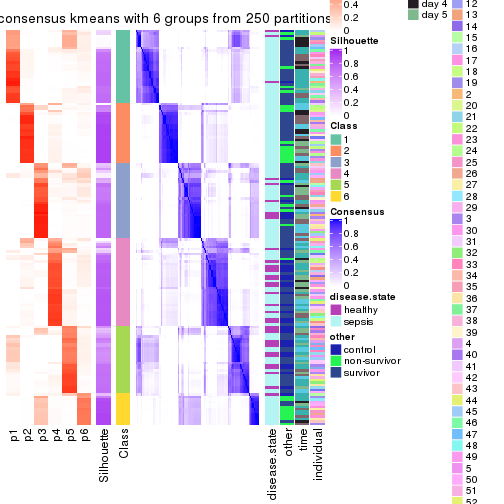 consensus kmeans with 6 groups from 250 partitions
p1
p2
p3
p4
p5
p6
Silhouette
Class
disease.state
other
time
individual
0.4
0.2
0
Silhouette
1
0.8
0.6
0.4
0.2
0
Class
1
2
3
4
5
6
Consensus
1
0.8
0.6
0.4
0.2
0
disease.state
healthy
sepsis
other
control
non-survivor
survivor
day 4
day 5
12
13
14
15
16
17
18
19
2
20
21
22
23
24
25
26
27
28
29
3
30
31
32
33
34
35
36
37
38
39
4
40
41
42
43
44
45
46
47
48
49
5
50
51
52